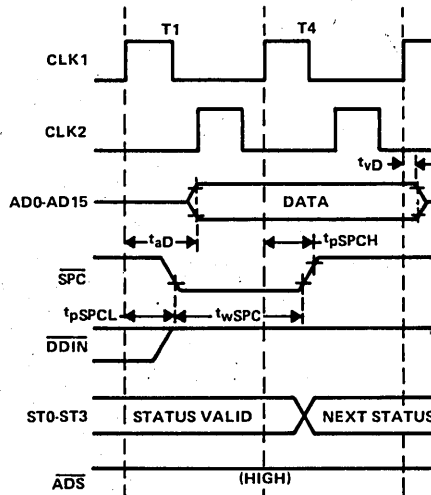 T1 T4
CLK1
CLK2
tvD
AD0-AD15 DATA
taD tpSPCH
SPC
tpSPCL twSPC
DDIN
ST0-ST3 STATUS VALID NEXT STATUS
ADS (HIGH)